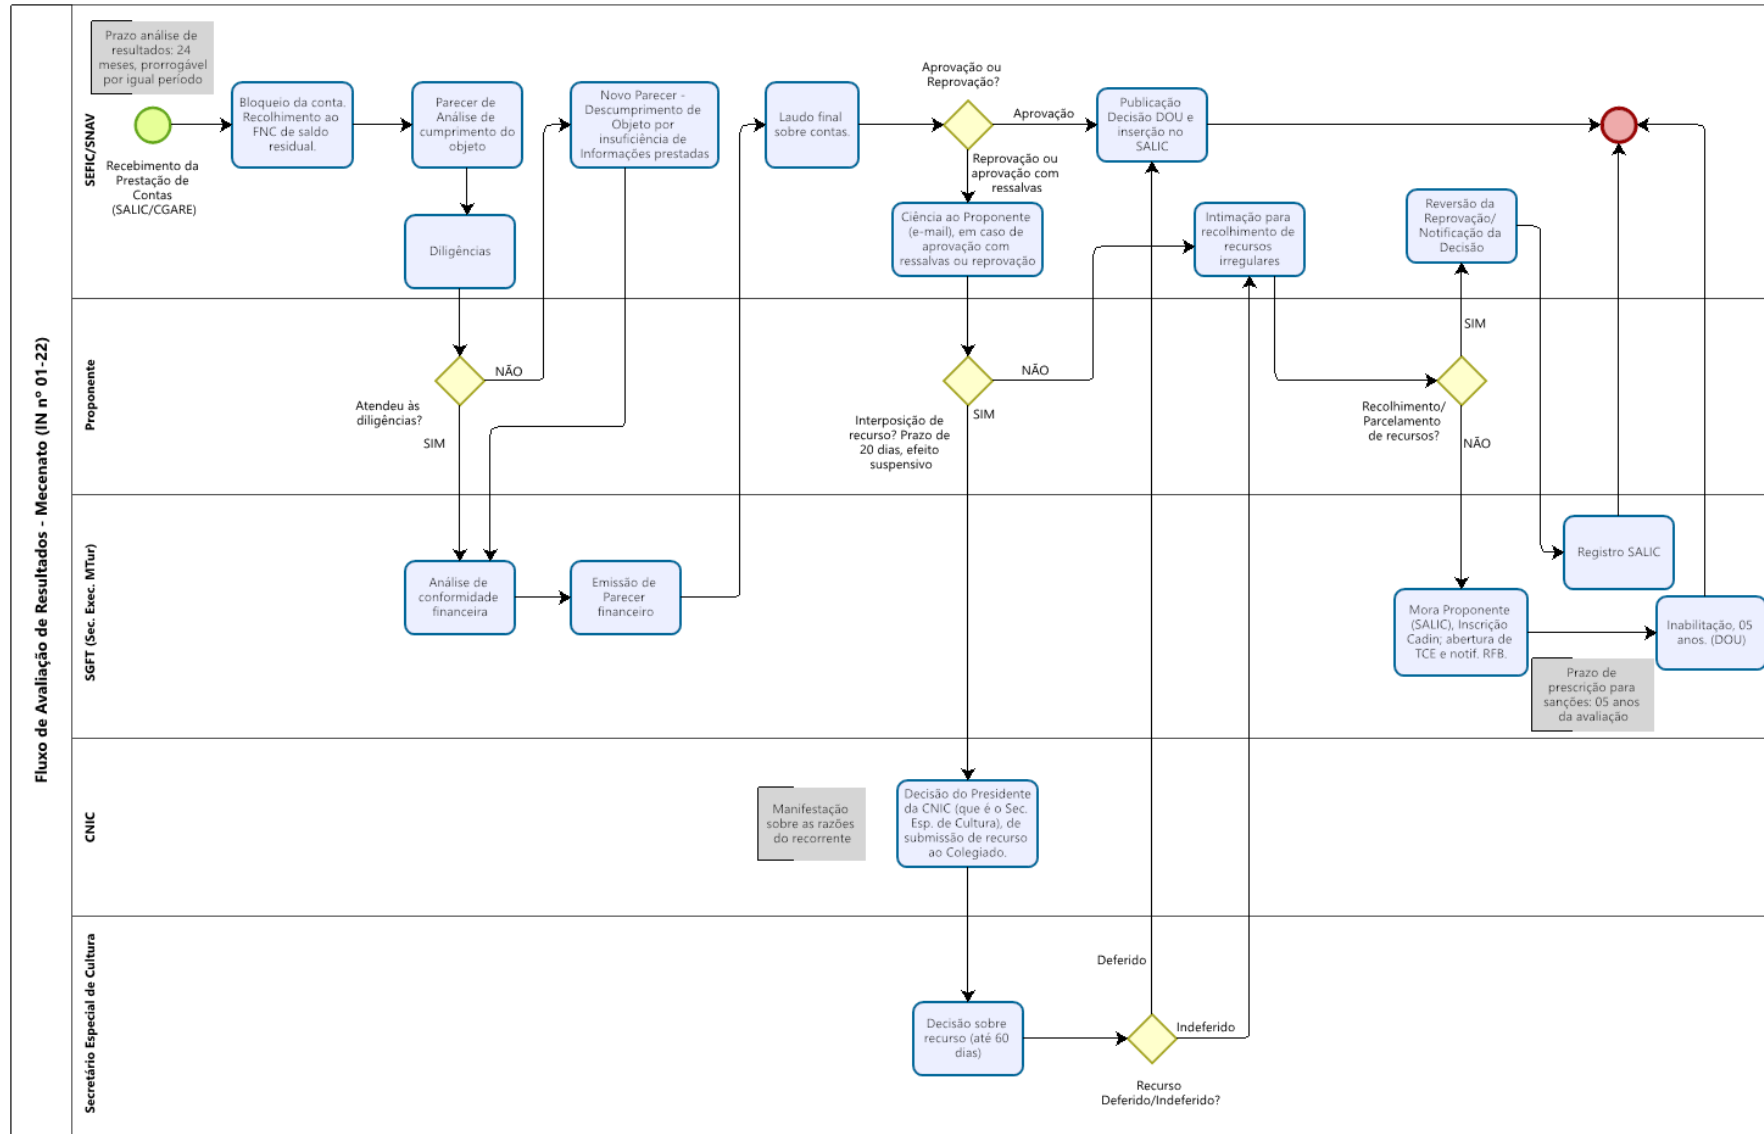 Fluxo de Avaliação de Resultados - Mecenato (IN nº 01-22)
SEFIC/SNAV
Prazo análise de
resultados: 24
meses, prorrogável
por igual período
Recebimento da
Prestação de
Contas
(SALIC/CGARE)
Bloqueio da conta.
Recolhimento ao
FNC de saldo
residual.
Parecer de
Análise de
cumprimento do
objeto
Diligências
Novo Parecer -
Descumprimento de
Objeto por
insuficiência de
Informações prestadas
Laudo final
sobre contas.
Aprovação ou
Reprovação?
Aprovação
Reprovação ou
aprovação com
ressalvas
Publicação
Decisão DOU e
inserção no
SALIC
Ciência ao Proponente
(e-mail), em caso de
aprovação com
ressalvas ou reprovação
Intimação para
recolhimento de
recursos
irregulares
Reversão da
Reprovação/
Notificação da
Decisão
Proponente
Atendeu às
diligências?
NÃO
SIM
Interposição de
recurso? Prazo de
20 dias, efeito
suspensivo
NÃO
SIM
Recolhimento/
Parcelamento
de recursos?
SIM
NÃO
SGFT (Sec. Exec. MTur)
Análise de
conformidade
financeira
Emissão de
Parecer
financeiro
Registro SALIC
Mora Proponente
(SALIC), Inscrição
Cadin; abertura de
TCE e notif. RFB.
Inabilitação, 05
anos. (DOU)
Prazo de
prescrição para
sanções: 05 anos
da avaliação
CNIC
Manifestação
sobre as razões
do recorrente
Decisão do Presidente
da CNIC (que é o Sec.
Esp. de Cultura), de
submissão de recurso
ao Colegiado.
Secretário Especial de Cultura
Decisão sobre
recurso (até 60
dias)
Deferido
Indeferido
Recurso
Deferido/Indeferido?